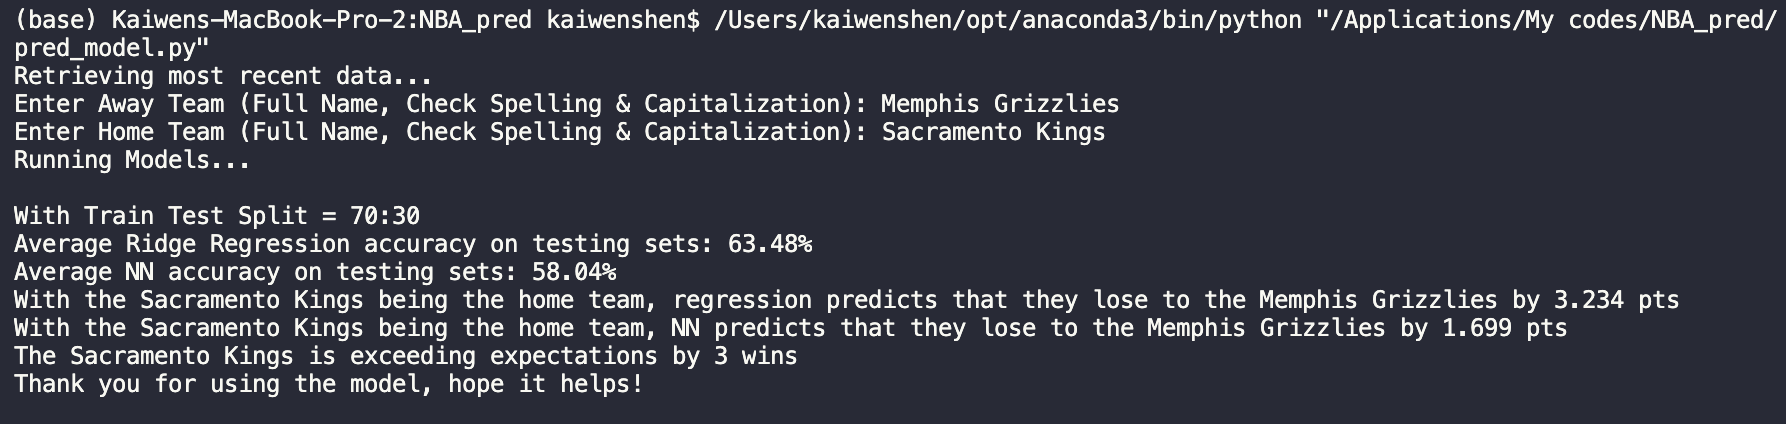 (base) Kaiwens-MacBook-Pro-2:NBA_pred kaiwenshen$ /Users/kaiwenshen/opt/anaconda3/bin/python "/Applications/My codes/NBA_pred/
pred_model.py"
Retrieving most recent data...
Enter Away Team (Full Name, Check Spelling & Capitalization): Memphis Grizzlies
Enter Home Team (Full Name, Check Spelling & Capitalization): Sacramento Kings
Running Models...
With Train Test Split = 70:30
Average Ridge Regression accuracy on testing sets: 63.48%
Average NN accuracy on testing sets: 58.04%
With the Sacramento Kings being the home team, regression predicts that they lose to the Memphis Grizzlies by 3.234 pts
With the Sacramento Kings being the home team, NN predicts that they lose to the Memphis Grizzlies by 1.699 pts
The Sacramento Kings is exceeding expectations by 3 wins
Thank you for using the model, hope it helps!